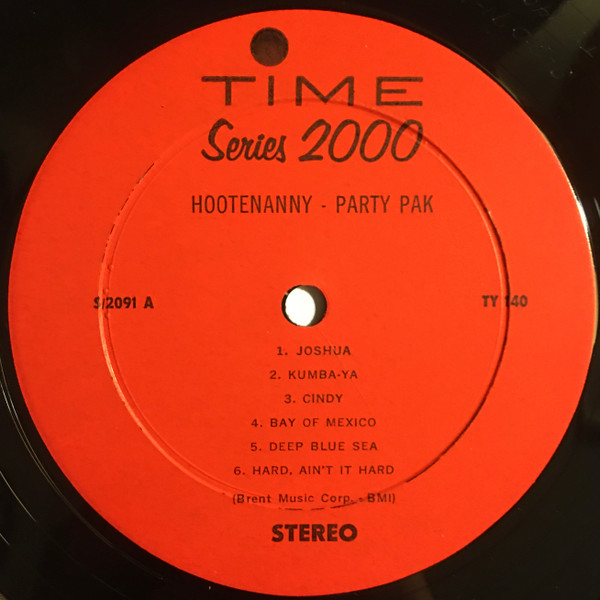 TIME
Series 2000
HOOTENANNY - PARTY PAK
S/2091 A
TY 140
1. JOSHUA
2. KUMBA-YA
3. CINDY
4. BAY OF MEXICO
5. DEEP BLUE SEA
6. HARD, AIN'T IT HARD
(Brent Music Corp. - BMI)
STEREO